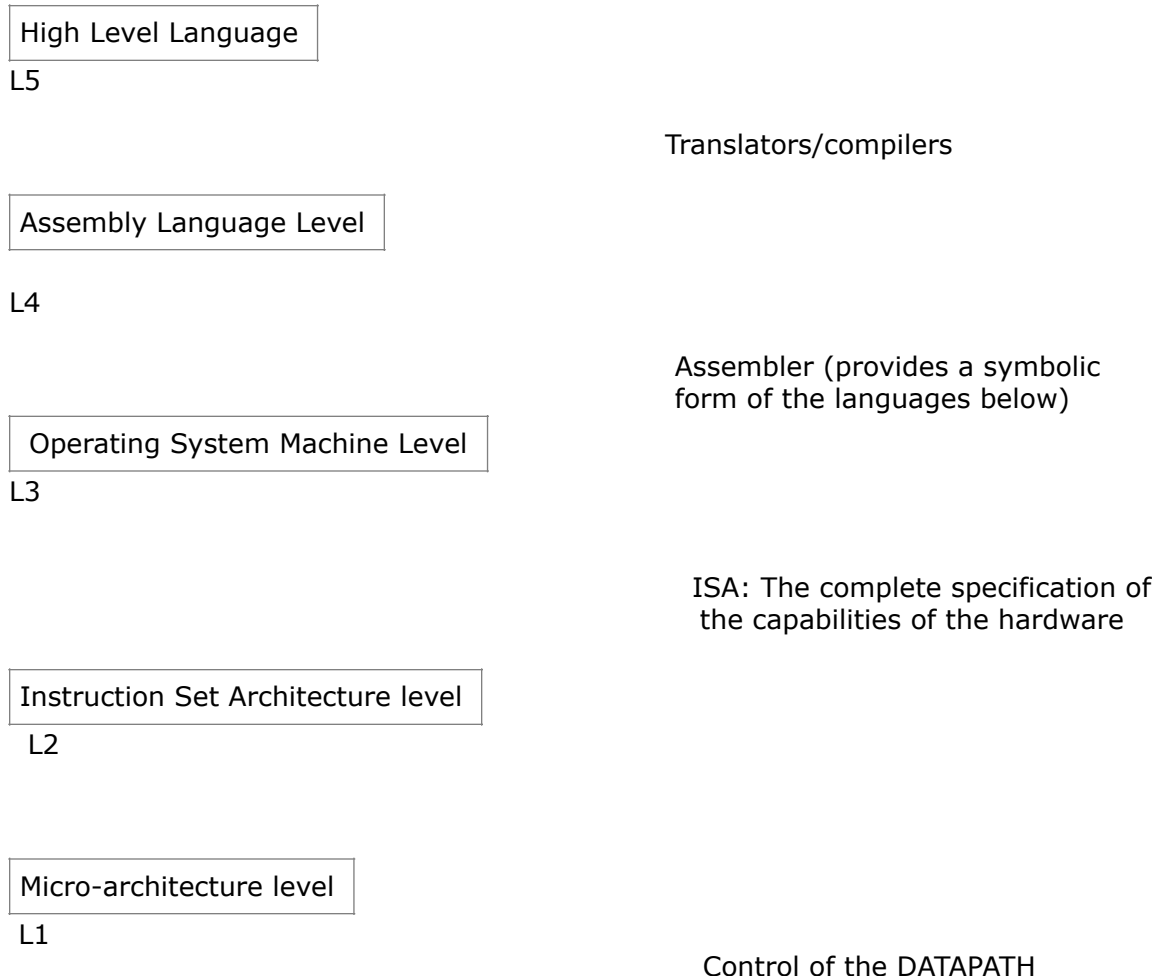 High Level Language
L5
Translators/compilers
Assembly Language Level
L4
Assembler (provides a symbolic
form of the languages below)
Operating System Machine Level
L3
ISA: The complete specification of
the capabilities of the hardware
Instruction Set Architecture level
L2
Micro-architecture level
L1
Control of the DATAPATH